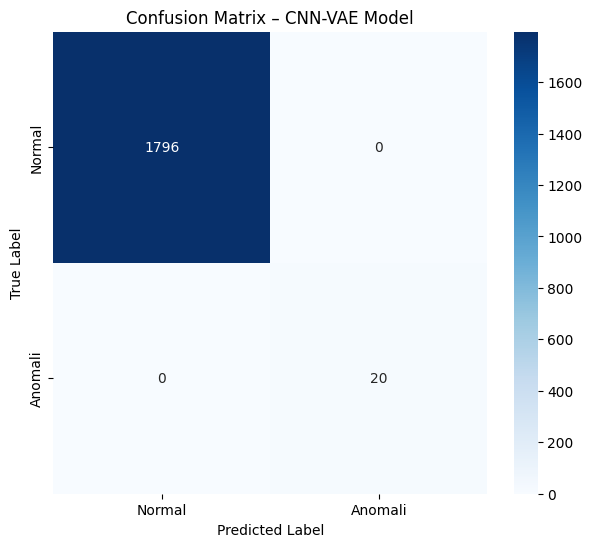 Confusion Matrix – CNN-VAE Model
True Label
Normal
Anomali
1796
0
0
20
Normal
Anomali
Predicted Label
1600
1400
1200
1000
800
600
400
200
0